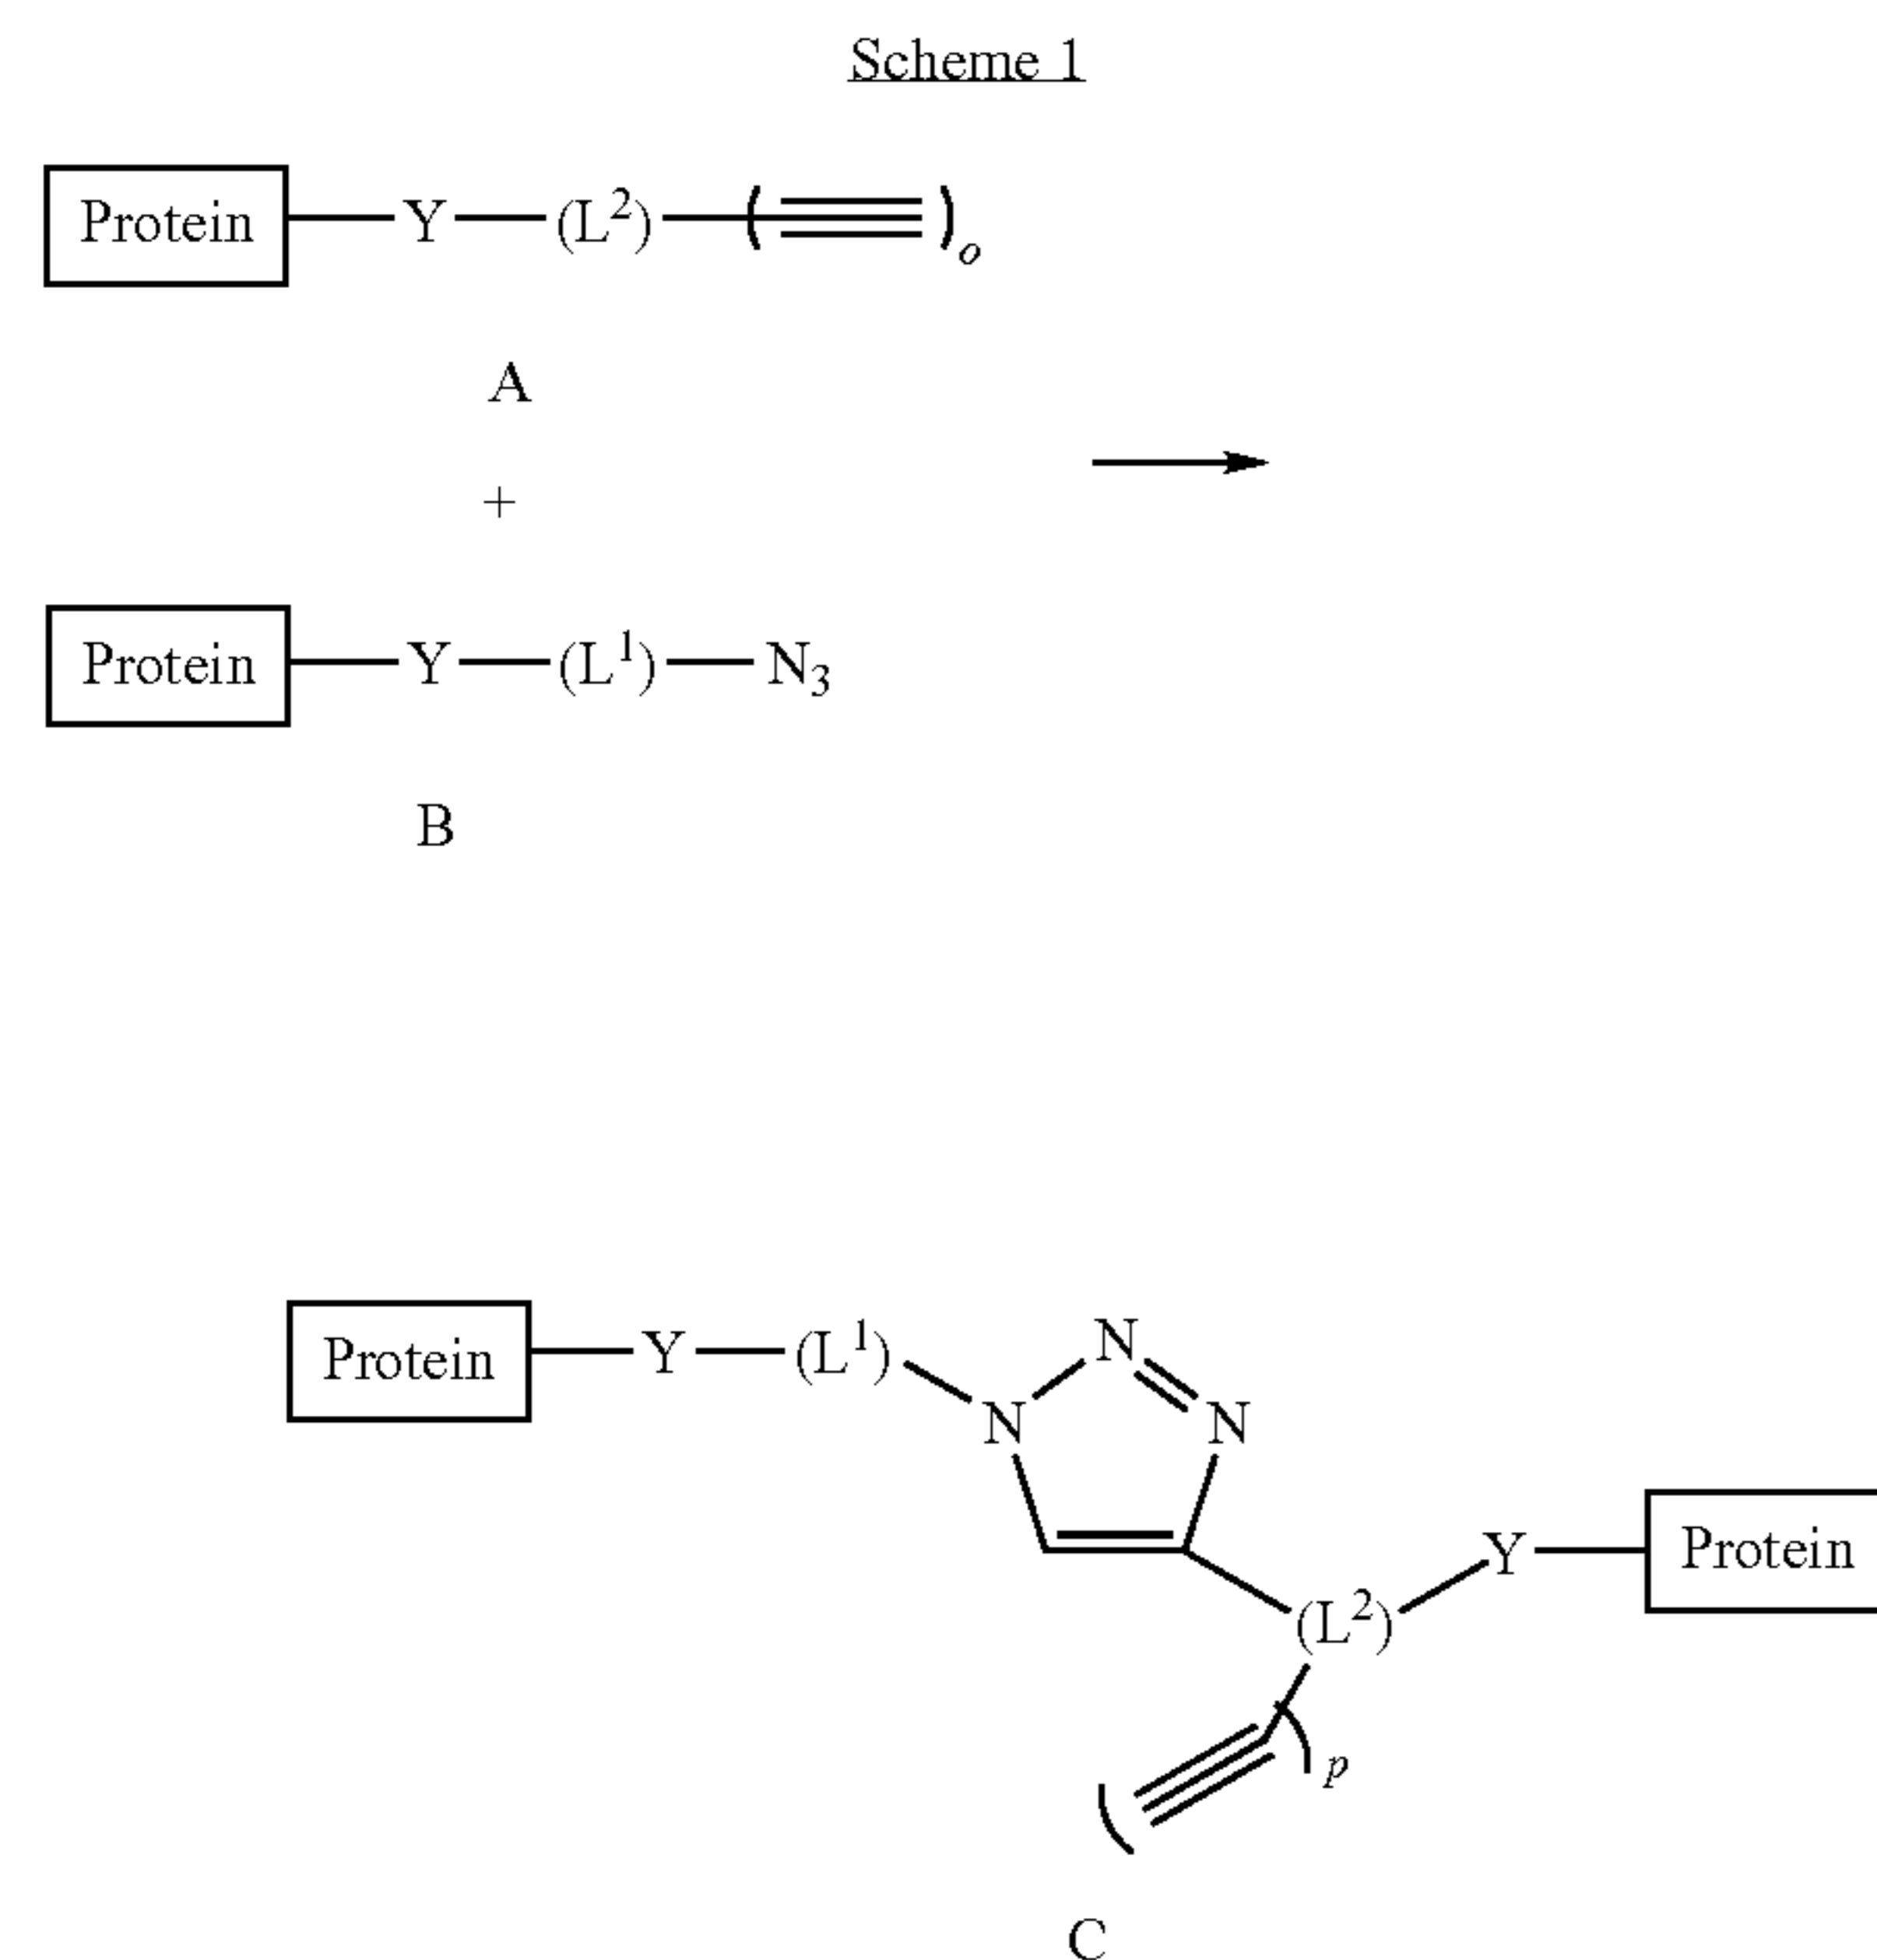 Scheme 1
Protein Y (L²) o
A
+
Protein Y (L¹) N₃
B
Protein Y (L¹) N N N
Y Protein
(L²)
p
C